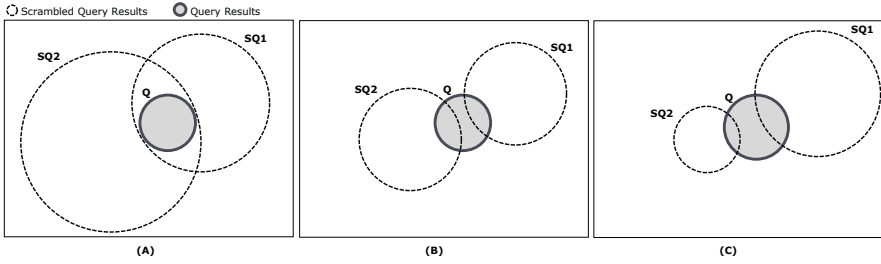 Scrambled Query Results Query Results
SQ2 SQ1 Q
SQ2 Q SQ1
SQ2 Q SQ1
(A) (B) (C)